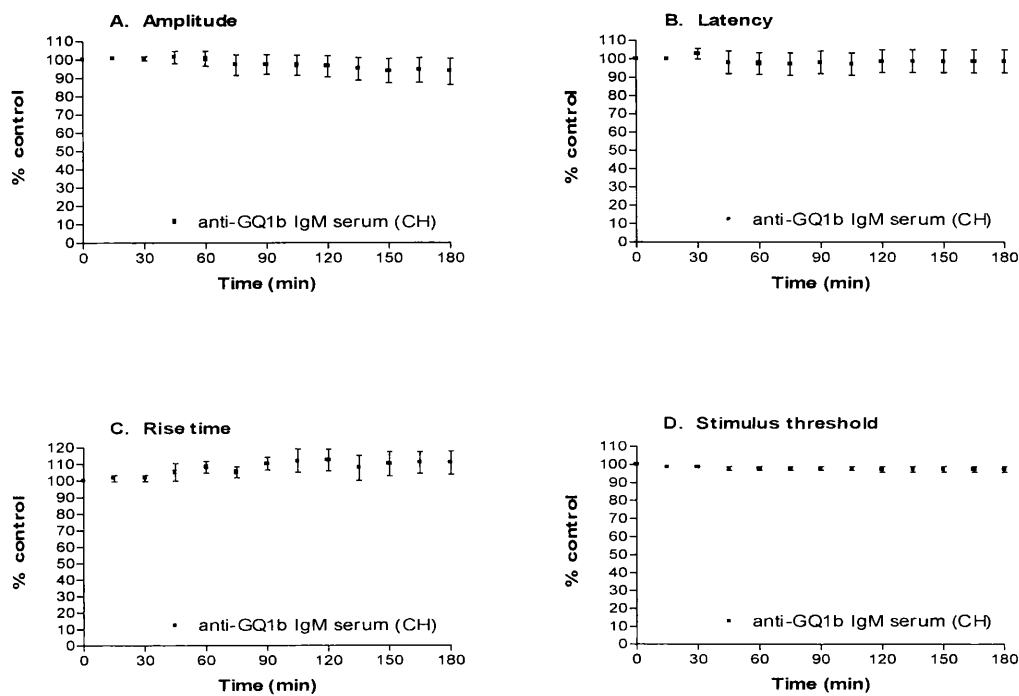 A. Amplitude
% control
110
100
90
80
70
60
50
40
30
20
10
0
anti-GQ1b IgM serum (CH)
0 30 60 90 120 150 180
Time (min)
B. Latency
% control
110
100
90
80
70
60
50
40
30
20
10
0
anti-GQ1b IgM serum (CH)
0 30 60 90 120 150 180
Time (min)
C. Rise time
% control
120
110
100
90
80
70
60
50
40
30
20
10
0
anti-GQ1b IgM serum (CH)
0 30 60 90 120 150 180
Time (min)
D. Stimulus threshold
% control
110
100
90
80
70
60
50
40
30
20
10
0
anti-GQ1b IgM serum (CH)
0 30 60 90 120 150 180
Time (min)